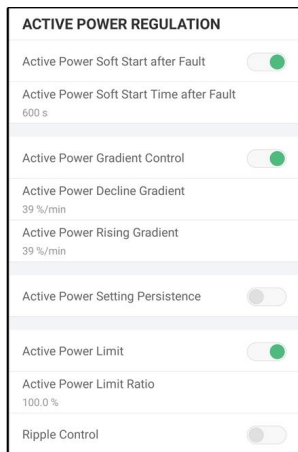 ACTIVE POWER REGULATION
Active Power Soft Start after Fault
Active Power Soft Start Time after Fault
600 s
Active Power Gradient Control
Active Power Decline Gradient
39 %/min
Active Power Rising Gradient
39 %/min
Active Power Setting Persistence
Active Power Limit
Active Power Limit Ratio
100.0 %
Ripple Control